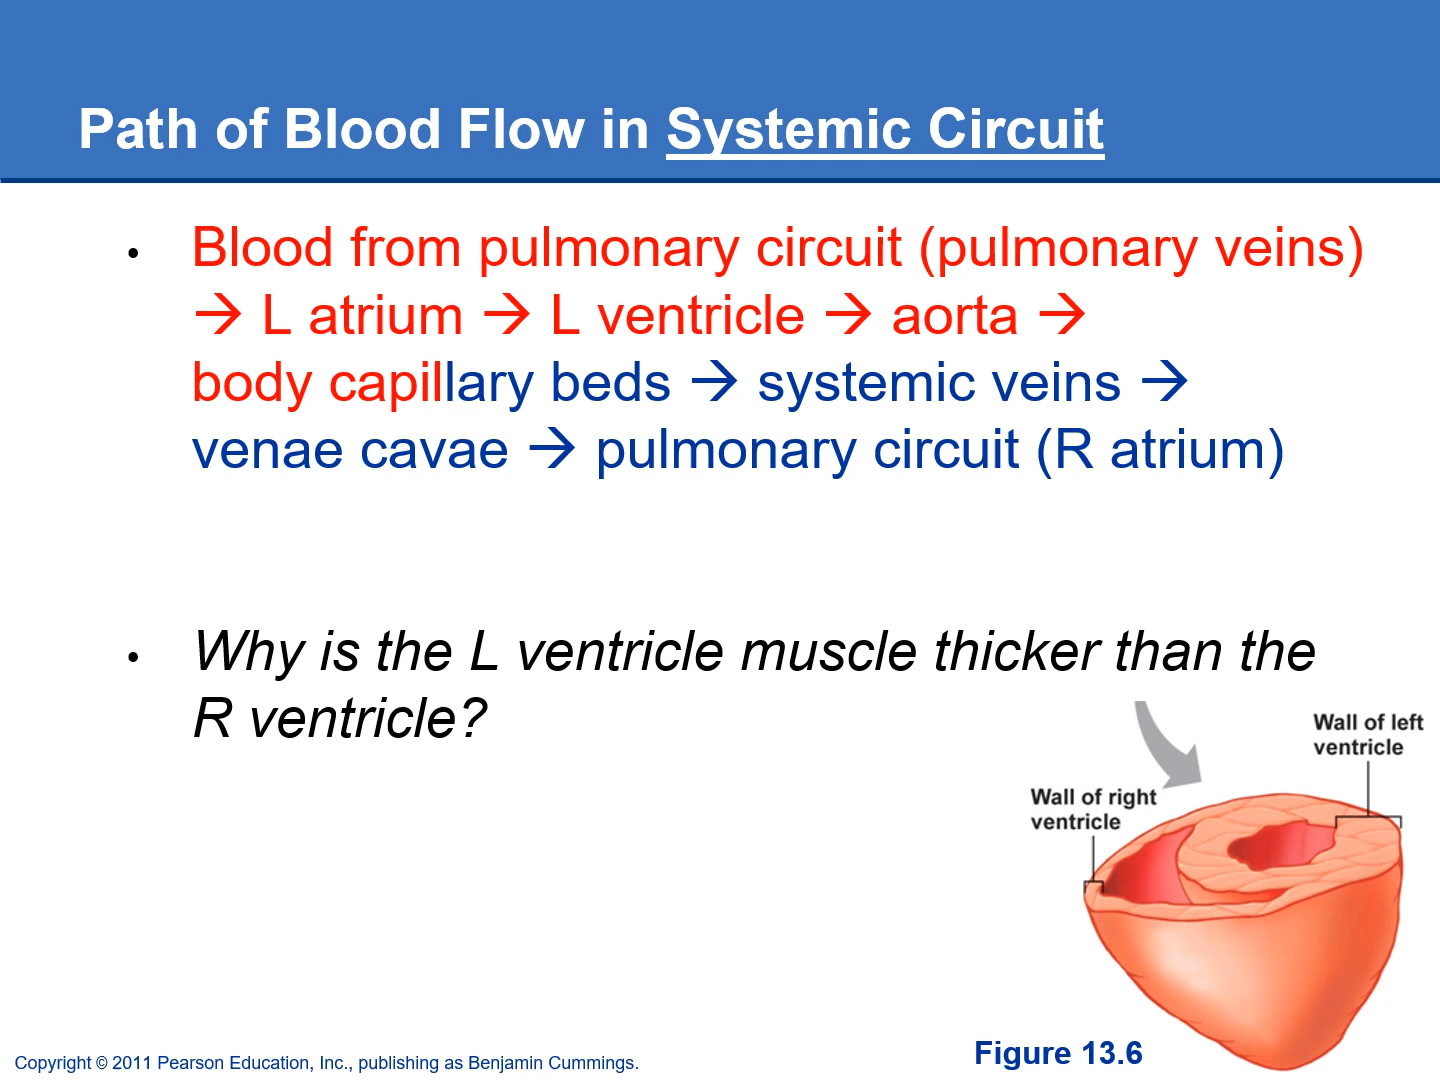 Path of Blood Flow in Systemic Circuit
• Blood from pulmonary circuit (pulmonary veins)
→ L atrium → L ventricle → aorta →
body capillary beds → systemic veins →
venae cavae → pulmonary circuit (R atrium)
• Why is the L ventricle muscle thicker than the
R ventricle?
Wall of left
ventricle
Wall of right
ventricle
Figure 13.6
Copyright © 2011 Pearson Education, Inc., publishing as Benjamin Cummings.